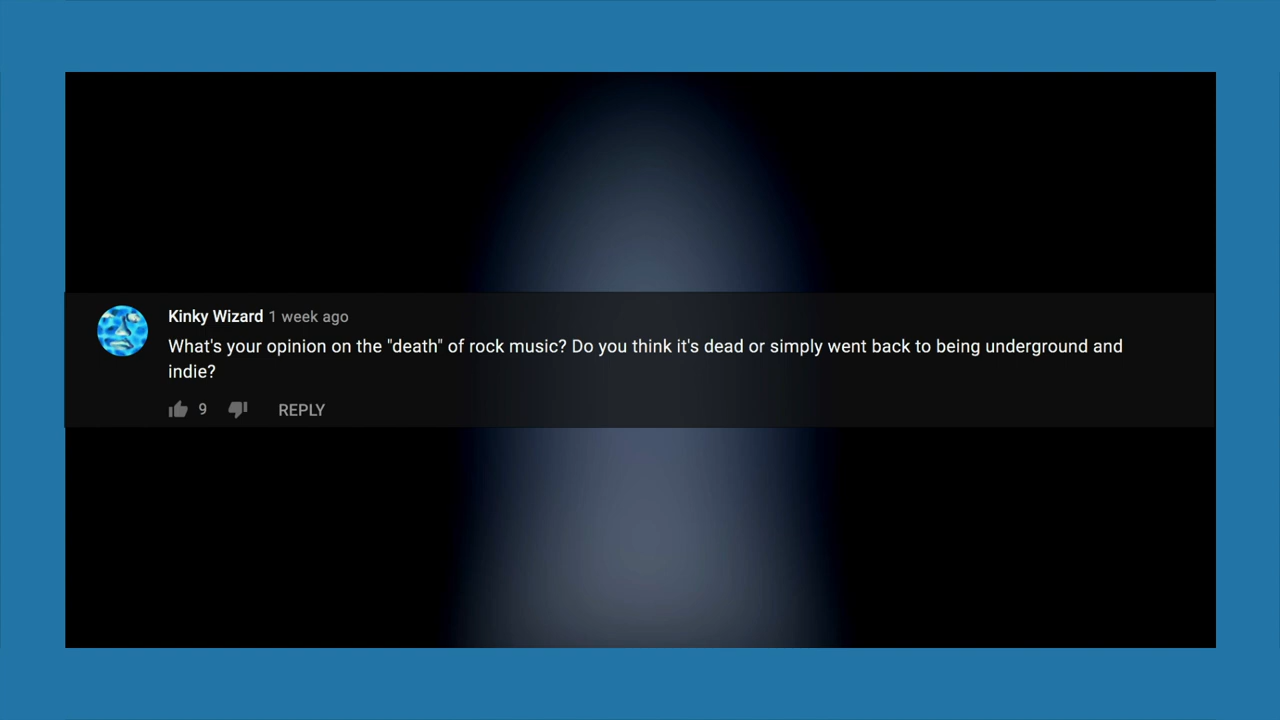 Kinky Wizard 1 week ago
What's your opinion on the "death" of rock music? Do you think it's dead or simply went back to being underground and
indie?
9 REPLY